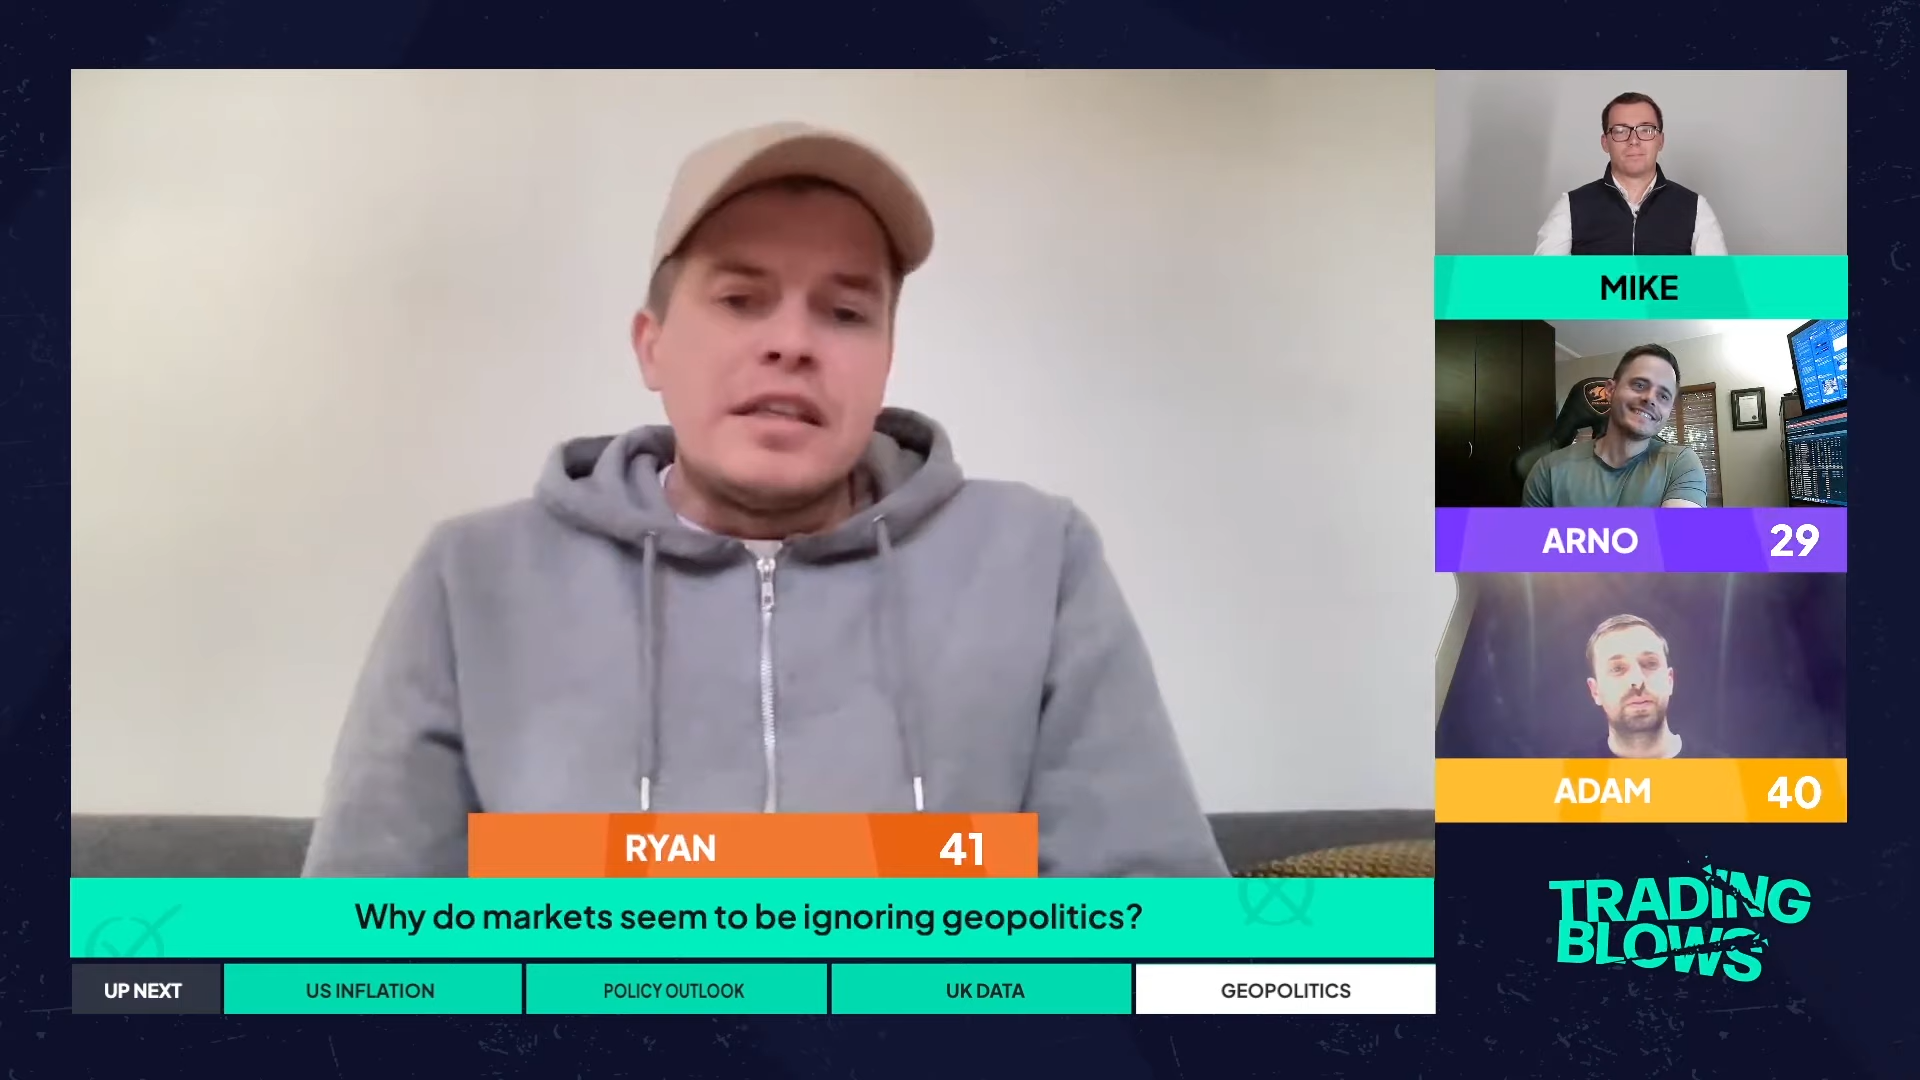 MIKE
ARNO 29
ADAM 40
RYAN 41
Why do markets seem to be ignoring geopolitics?
UP NEXT
US INFLATION
POLICY OUTLOOK
UK DATA
GEOPOLITICS
TRADING
BLOWS